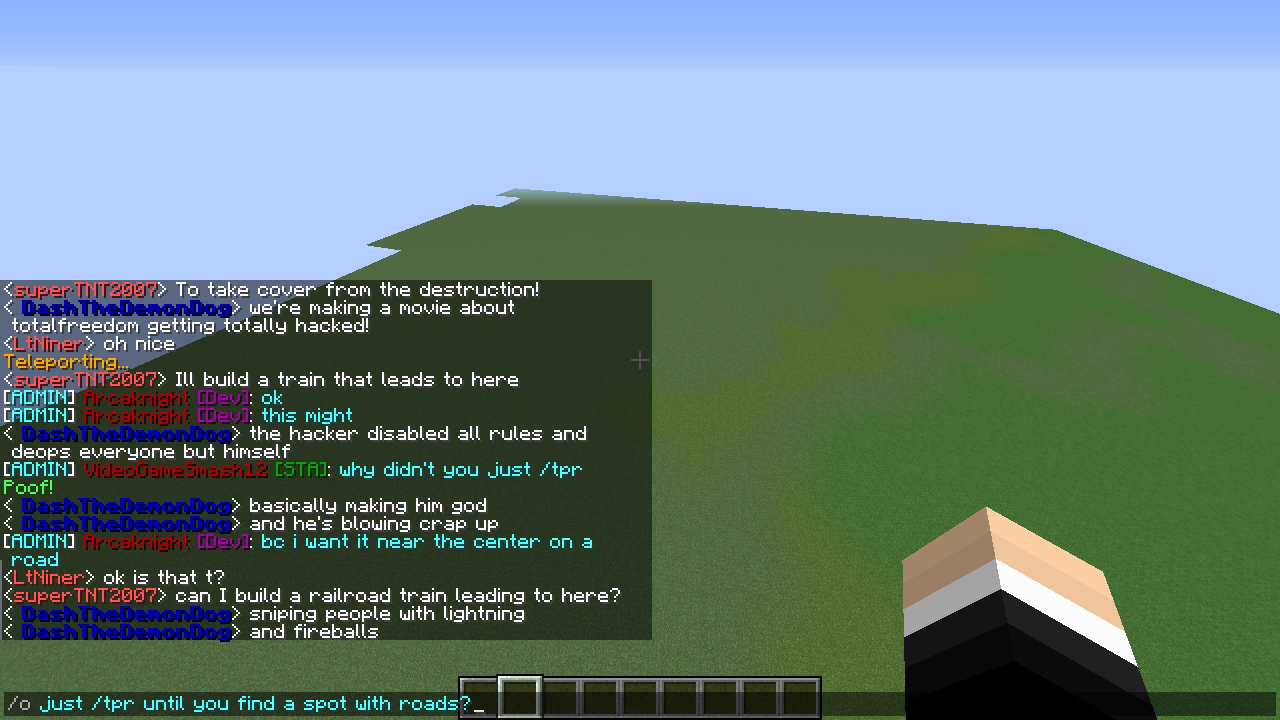 <superTNT2007> To take cover from the destruction!
< DashTheDemonDog> we're making a movie about
totalfreedom getting totally hacked!
<LtNiner> oh nice
Teleporting...
<superTNT2007> Ill build a train that leads to here
[ADMIN] Arcaknight [Dev]: ok
[ADMIN] Arcaknight [Dev]: this might
< DashTheDemonDog> the hacker disabled all rules and
deops everyone but himself
[ADMIN] VideoGameSmash12 [STA]: why didn't you just /tpr
Poof!
< DashTheDemonDog> basically making him god
< DashTheDemonDog> and he's blowing crap up
[ADMIN] Arcaknight [Dev]: bc i want it near the center on a
road
<LtNiner> ok is that t?
<superTNT2007> can I build a railroad train leading to here?
< DashTheDemonDog> sniping people with lightning
< DashTheDemonDog> and fireballs
/o just /tpr until you find a spot with roads?_